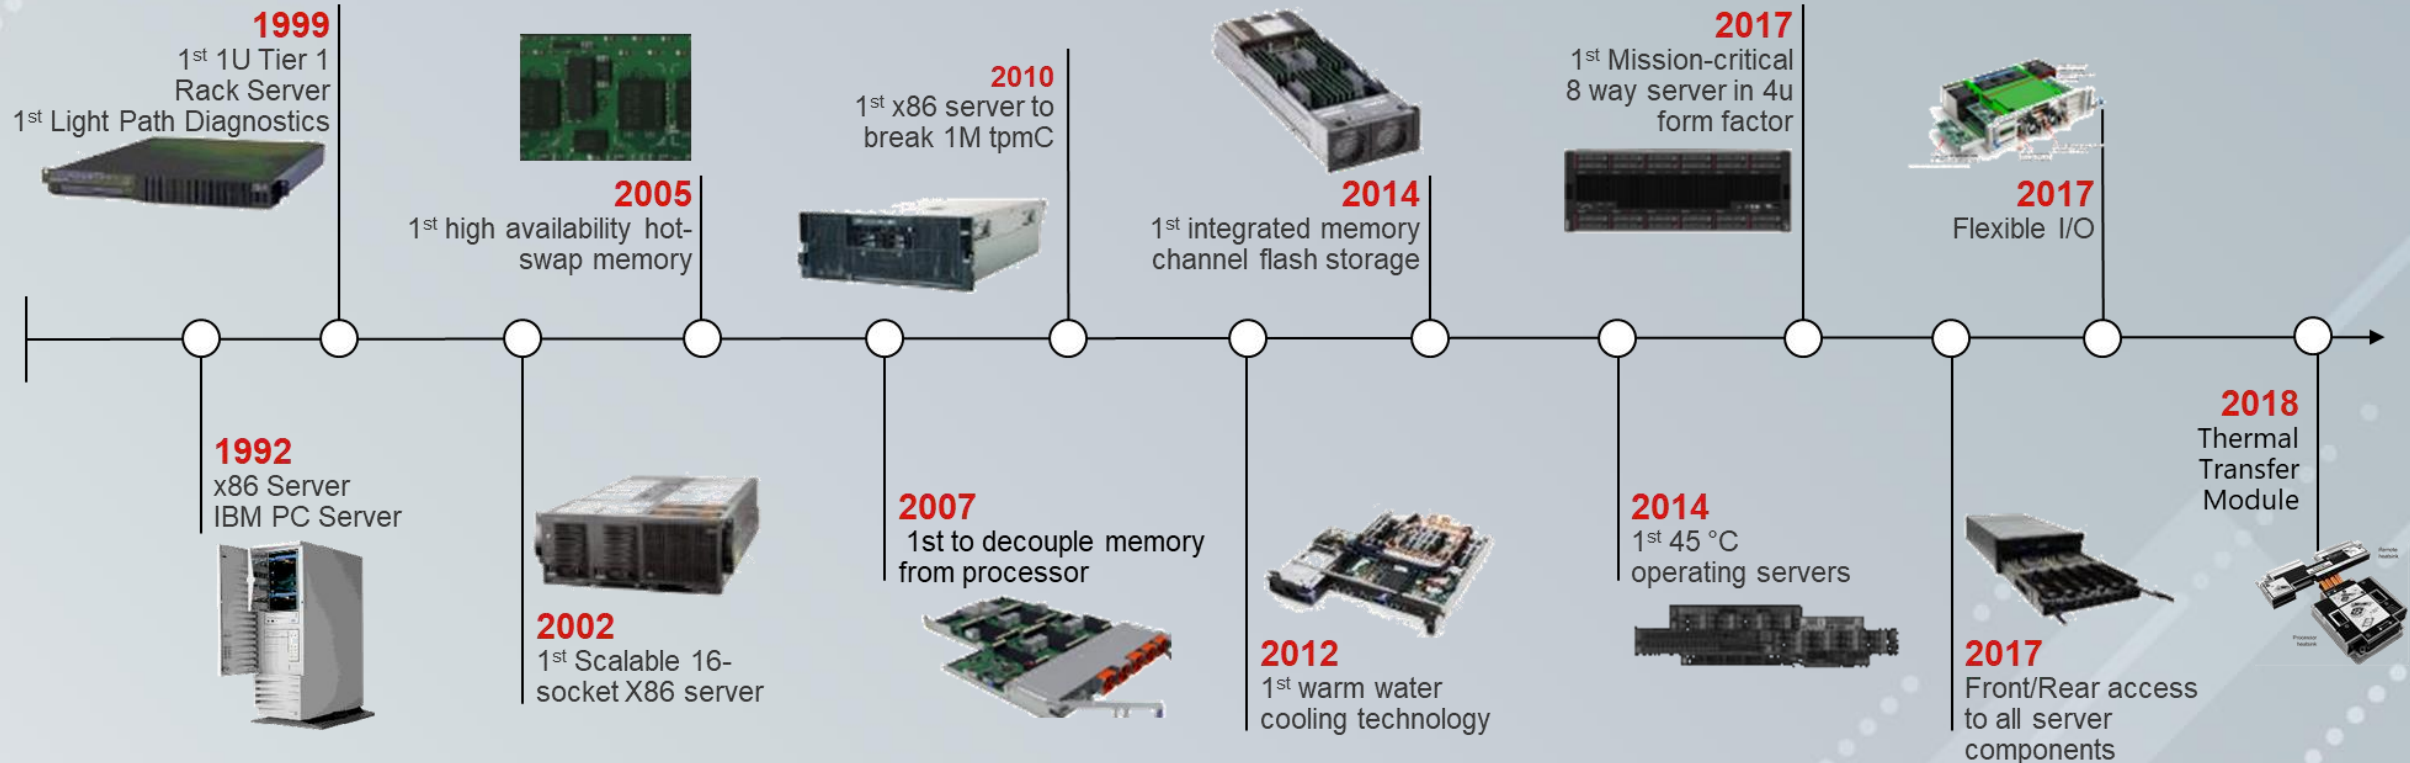 1999
1st 1U Tier 1
Rack Server
1st Light Path Diagnostics
2005
1st high availability hot-
swap memory
2010
1st x86 server to
break 1M tpmC
2014
1st integrated memory
channel flash storage
2017
1st Mission-critical
8 way server in 4u
form factor
2017
Flexible I/O
1992
x86 Server
IBM PC Server
2002
1st Scalable 16-
socket X86 server
2007
1st to decouple memory
from processor
2012
1st warm water
cooling technology
2014
1st 45 °C
operating servers
2017
Front/Rear access
to all server
components
2018
Thermal
Transfer
Module
Remote
heatsink
Processor
heatsink